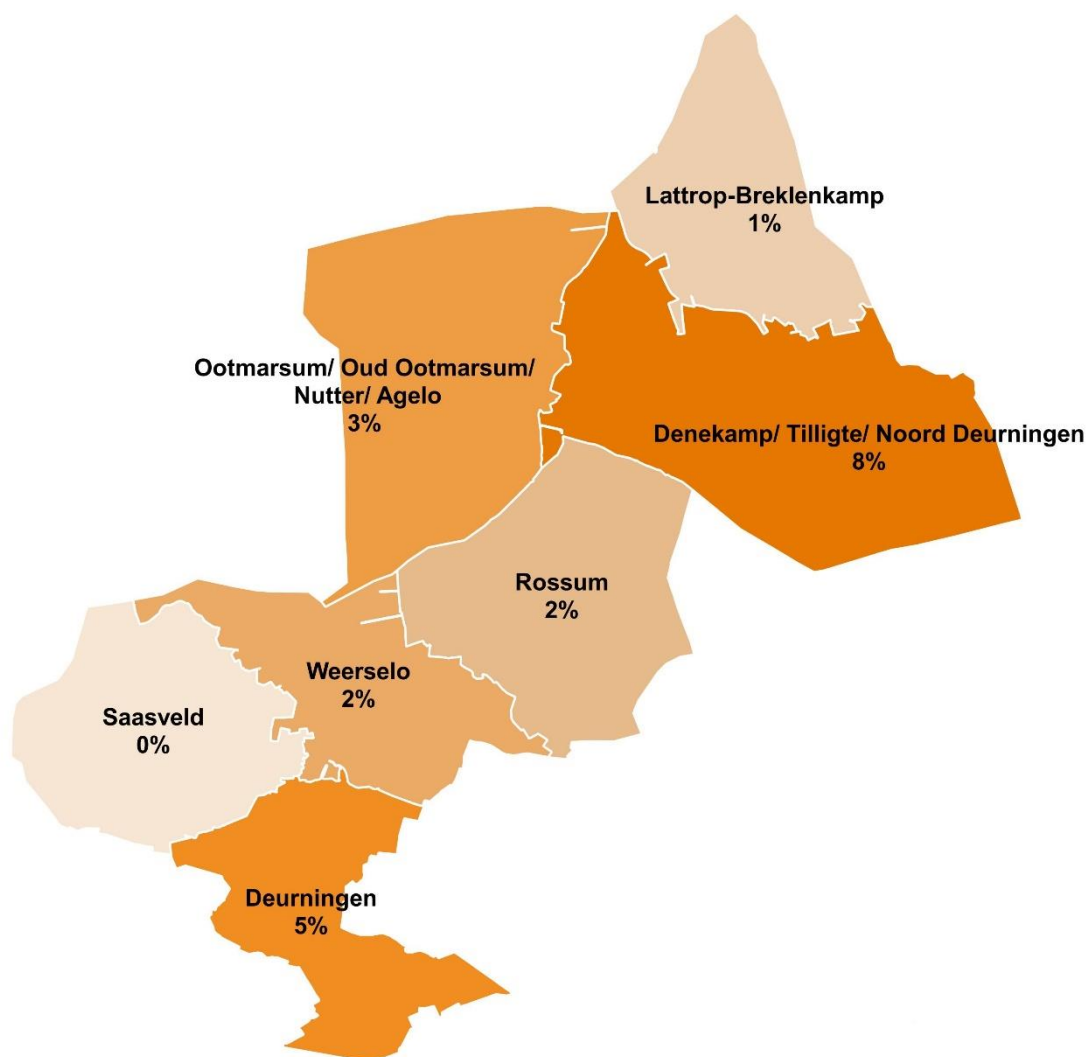 Lattrop-Breklenkamp
1%
Ootmarsum/ Oud Ootmarsum/
Nutter/ Agelo
3%
Denekamp/ Tilligte/ Noord Deurningen
8%
Rossum
2%
Weerselo
2%
Saasveld
0%
Deurningen
5%